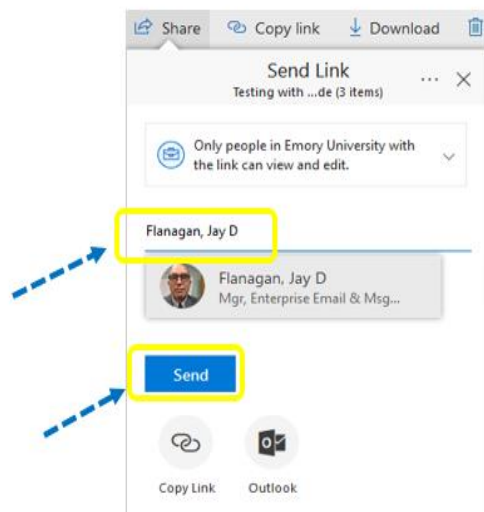 Share Copy link Download
Send Link
Testing with ...de (3 items)
Only people in Emory University with
the link can view and edit.
Flanagan, Jay D
Flanagan, Jay D
Mgr, Enterprise Email & Msg...
Send
Copy Link Outlook